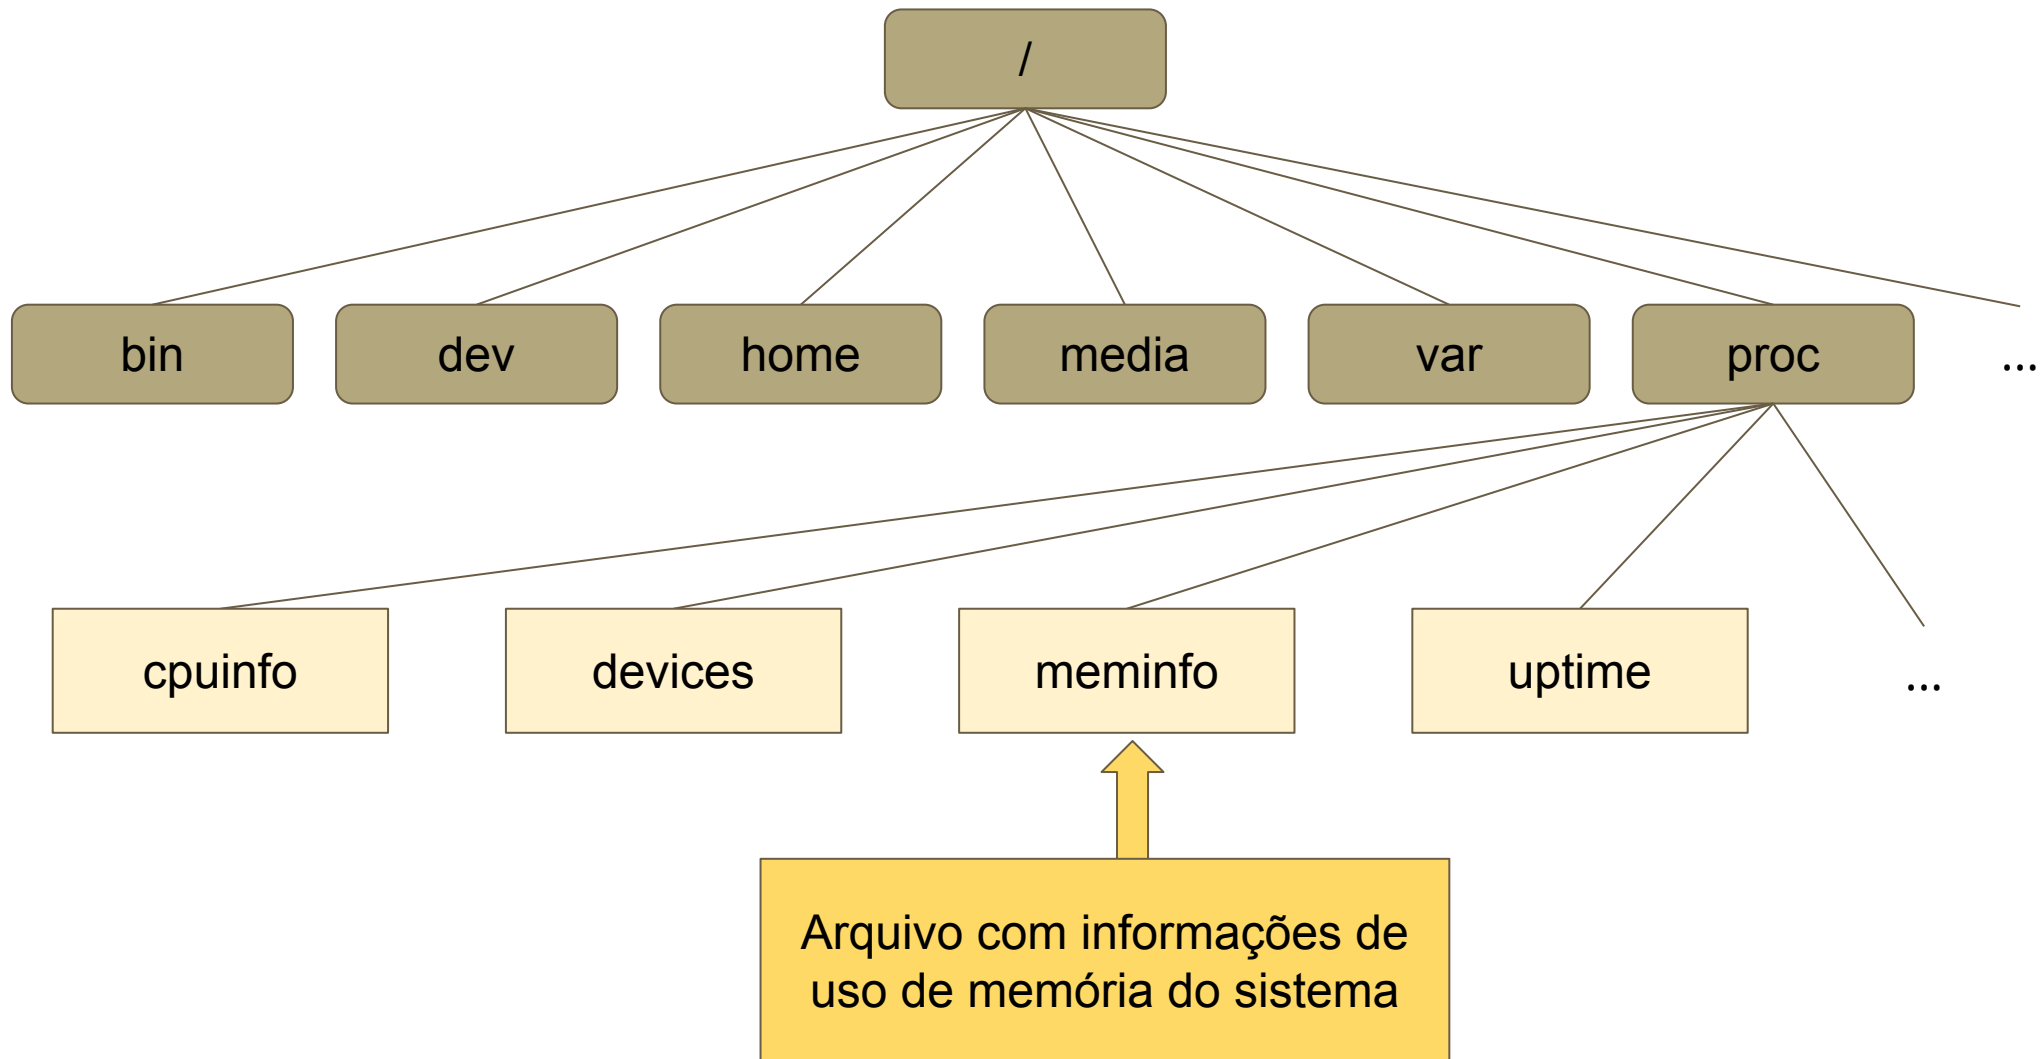 /
bin
dev
home
media
var
proc
...
cpuinfo
devices
meminfo
uptime
...
Arquivo com informações de
uso de memória do sistema